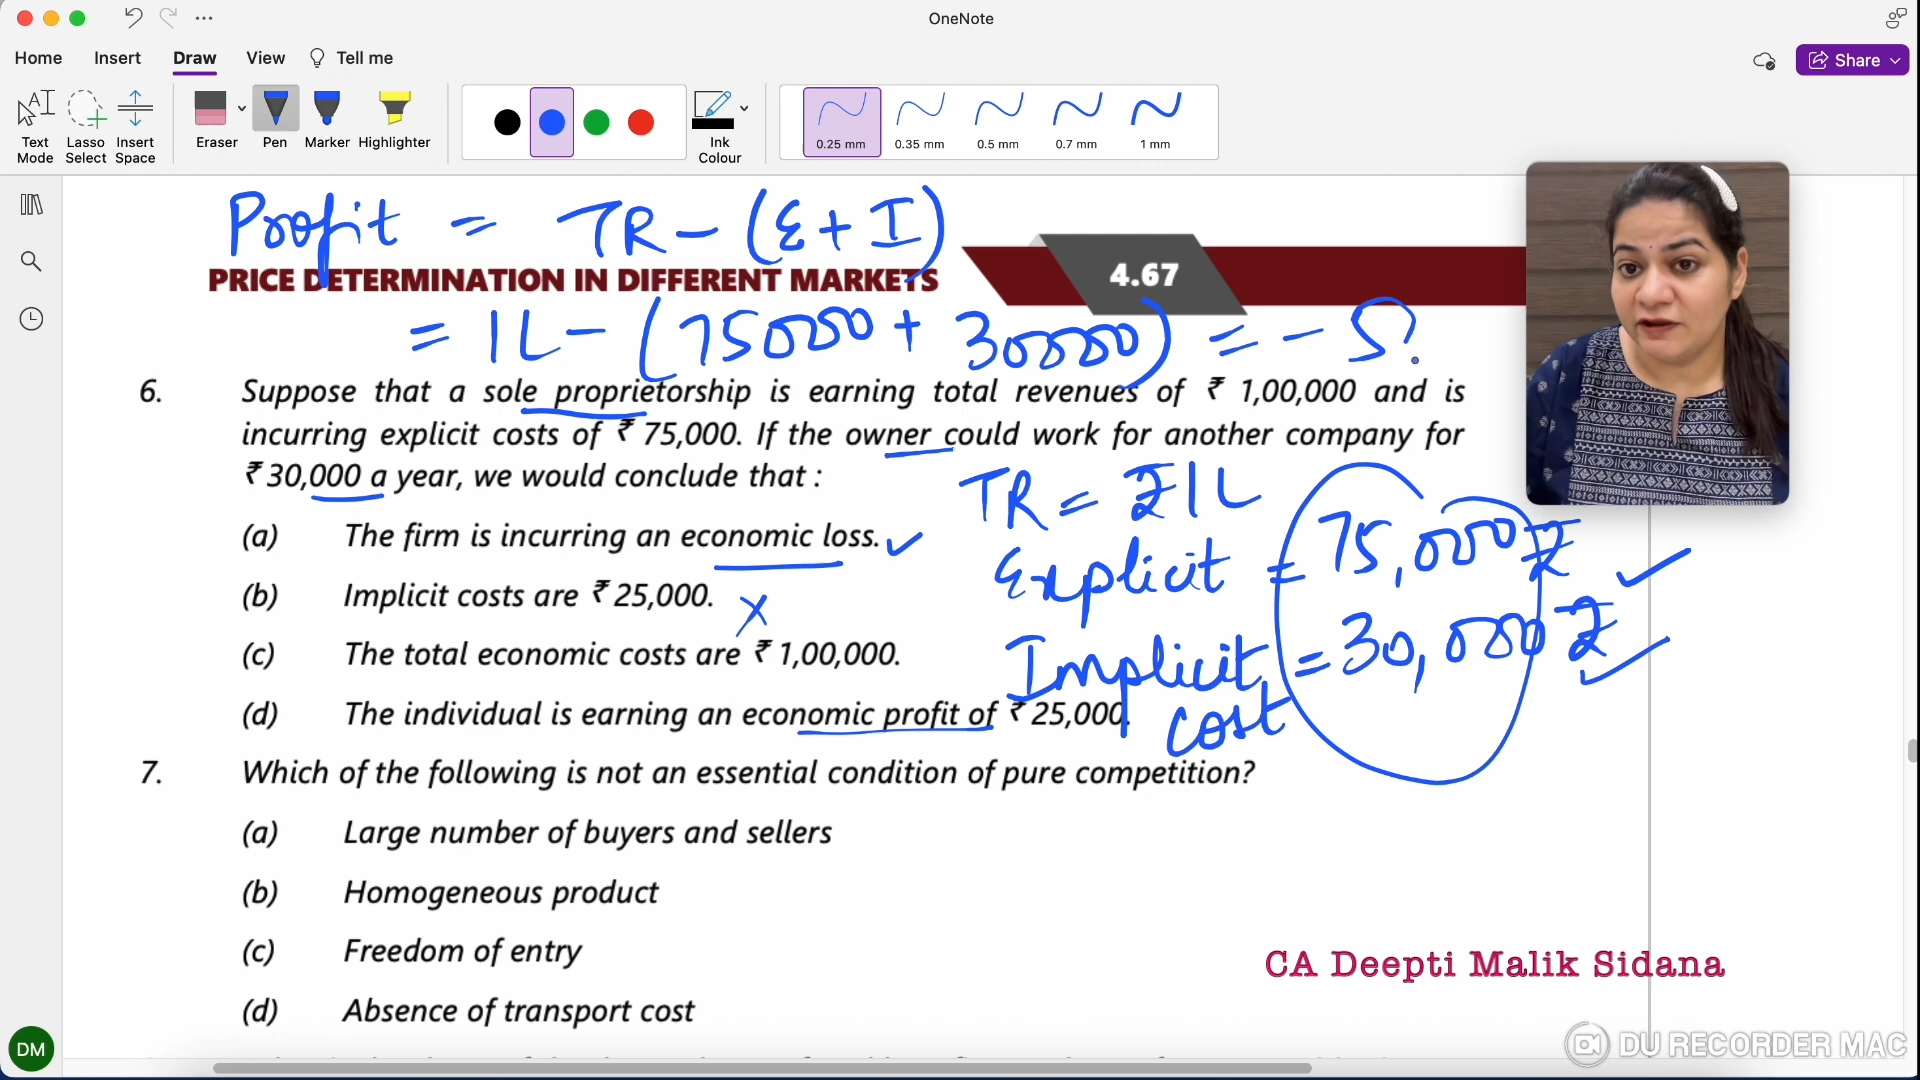 OneNote
Home Insert Draw View Tell me Share
Text Mode Lasso Select Insert Space Eraser Pen Marker Highlighter Ink Colour 0.25 mm 0.35 mm 0.5 mm 0.7 mm 1 mm
Profit = TR - (E + I)
PRICE DETERMINATION IN DIFFERENT MARKETS 4.67
= 1L - (75000 + 30000) = - 5
6. Suppose that a sole proprietorship is earning total revenues of ₹ 1,00,000 and is
incurring explicit costs of ₹ 75,000. If the owner could work for another company for
₹ 30,000 a year, we would conclude that :
TR = ₹ 1L
(a) The firm is incurring an economic loss. ✓
Explicit = 75,000 ₹ ✓
(b) Implicit costs are ₹ 25,000. X
(c) The total economic costs are ₹ 1,00,000.
Implicit cost = 30,000 ₹ ✓
(d) The individual is earning an economic profit of ₹ 25,000.
7. Which of the following is not an essential condition of pure competition?
(a) Large number of buyers and sellers
(b) Homogeneous product
(c) Freedom of entry
CA Deepti Malik Sidana
(d) Absence of transport cost
DM
DU RECORDER MAC